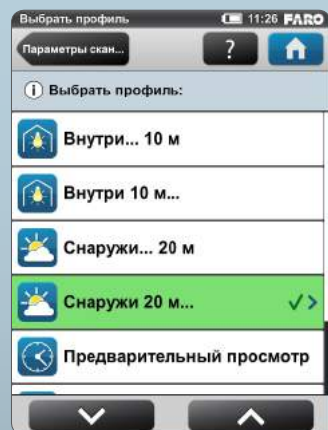 Выбрать профиль
11:26 FARO
Параметры скан...
?
i Выбрать профиль:
Внутри... 10 м
Внутри 10 м...
Снаружи... 20 м
Снаружи 20 м...
Предварительный просмотр